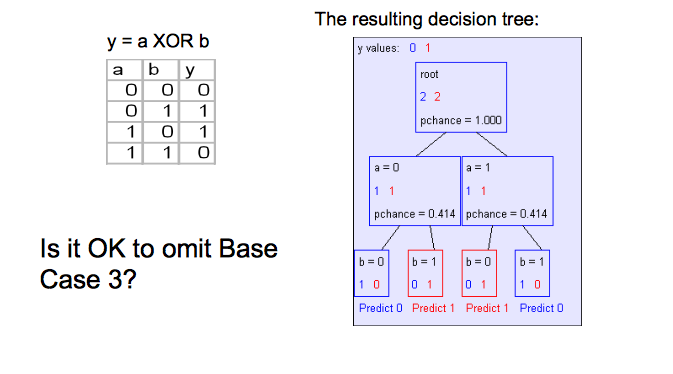 The resulting decision tree:
y = a XOR b
a b y
0 0 0
0 1 1
1 0 1
1 1 0
Is it OK to omit Base
Case 3?
y values: 0 1
root
2 2
pchance = 1.000
a = 0
1 1
pchance = 0.414
a = 1
1 1
pchance = 0.414
b = 0
1 0
Predict 0
b = 1
0 1
Predict 1
b = 0
0 1
Predict 1
b = 1
1 0
Predict 0